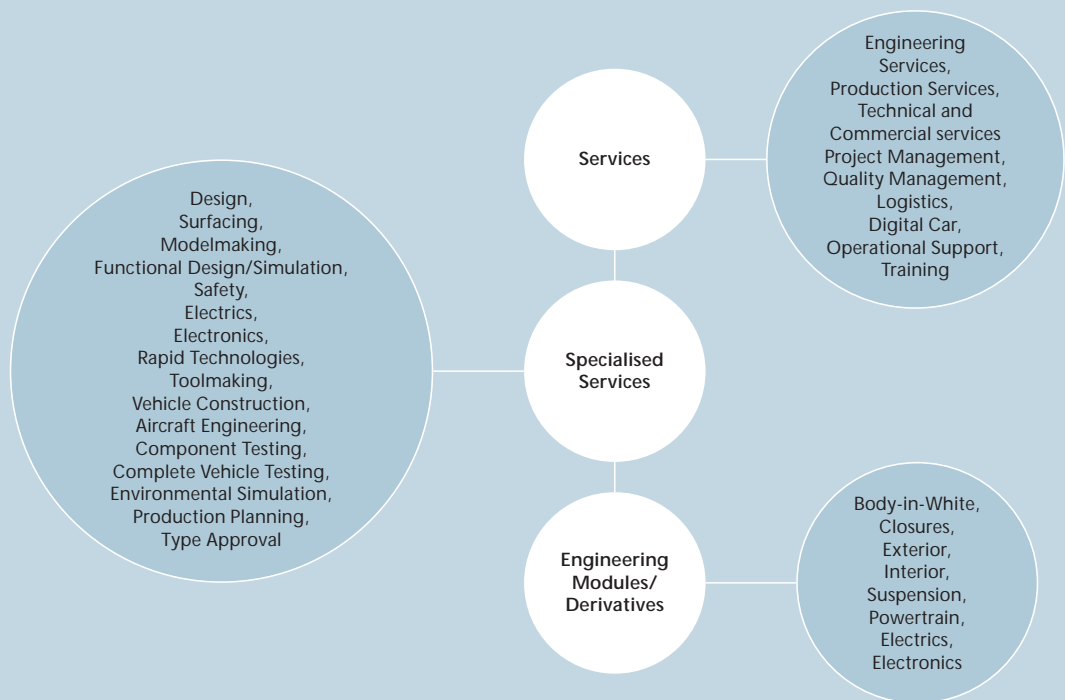 Engineering
Services,
Production Services,
Technical and
Commercial services
Project Management,
Quality Management,
Logistics,
Digital Car,
Operational Support,
Training
Services
Design,
Surfacing,
Modelmaking,
Functional Design/Simulation,
Safety,
Electrics,
Electronics,
Rapid Technologies,
Toolmaking,
Vehicle Construction,
Aircraft Engineering,
Component Testing,
Complete Vehicle Testing,
Environmental Simulation,
Production Planning,
Type Approval
Specialised
Services
Engineering
Modules/
Derivatives
Body-in-White,
Closures,
Exterior,
Interior,
Suspension,
Powertrain,
Electrics,
Electronics